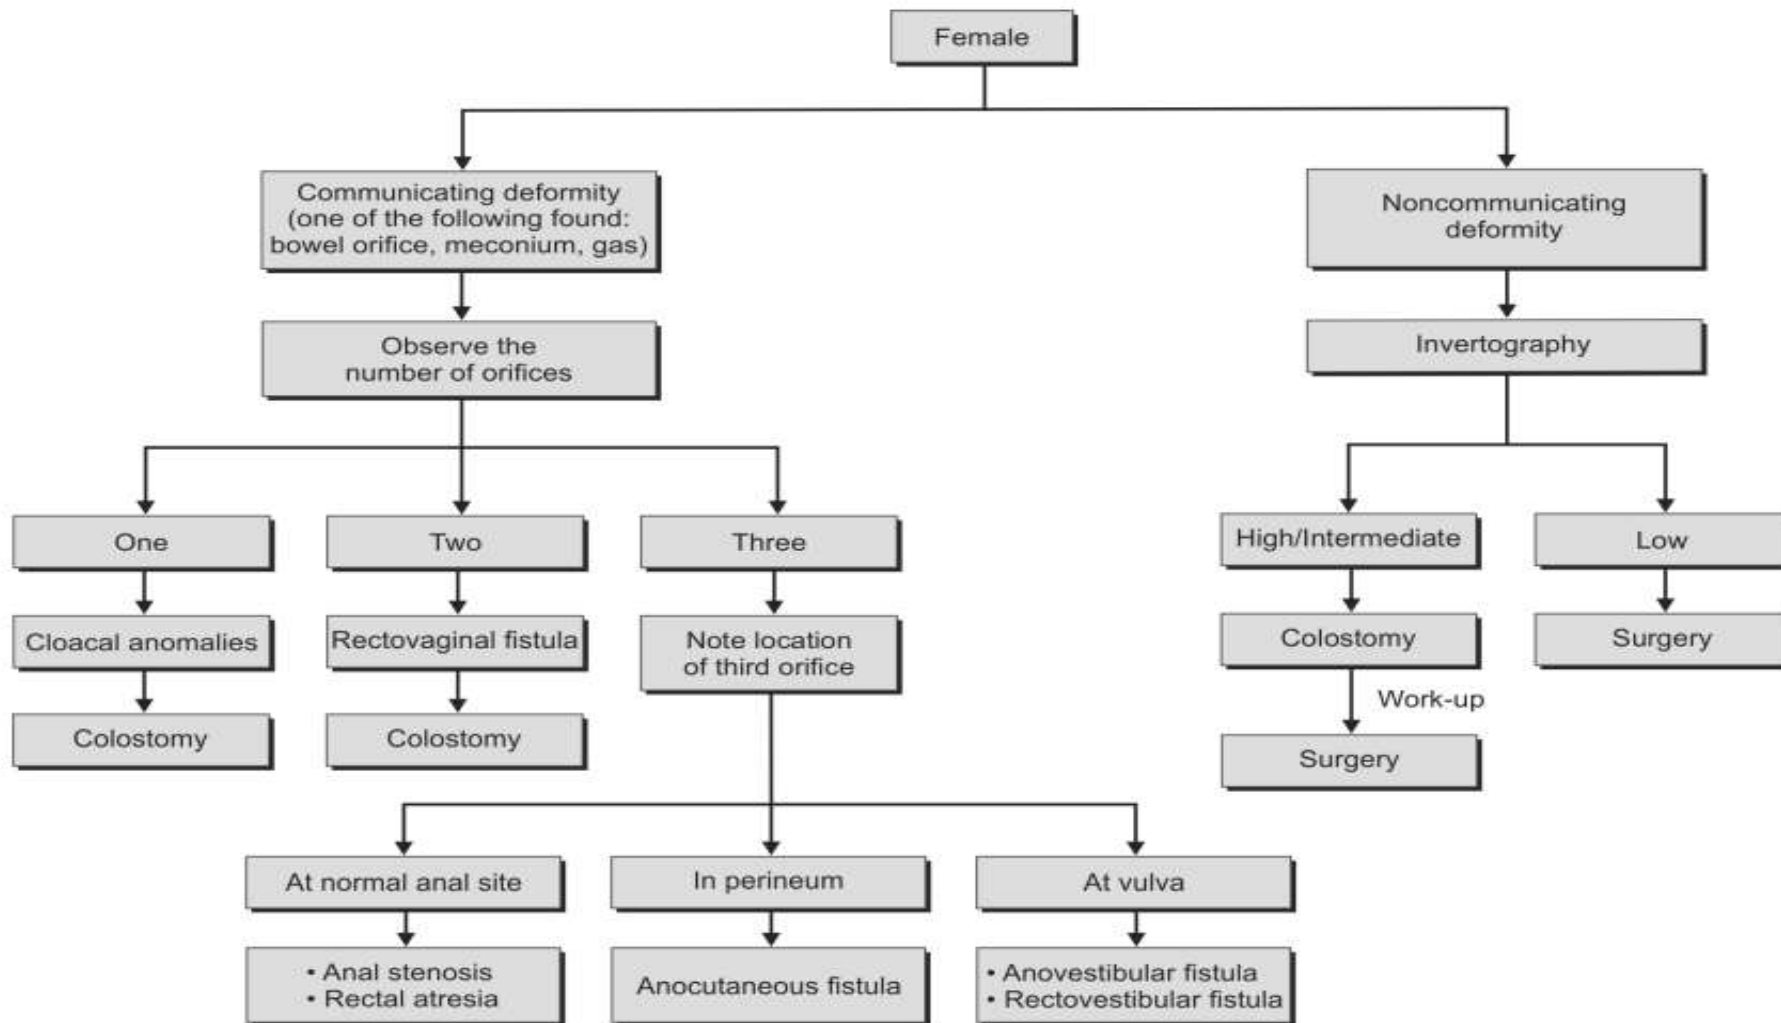 Female
Communicating deformity
(one of the following found:
bowel orifice, meconium, gas)
Noncommunicating
deformity
Observe the
number of orifices
Invertography
One
Two
Three
High/Intermediate
Low
Cloacal anomalies
Rectovaginal fistula
Note location
of third orifice
Colostomy
Surgery
Colostomy
Colostomy
Work-up
Surgery
At normal anal site
In perineum
At vulva
• Anal stenosis
• Rectal atresia
Anocutaneous fistula
• Anovestibular fistula
• Rectovestibular fistula